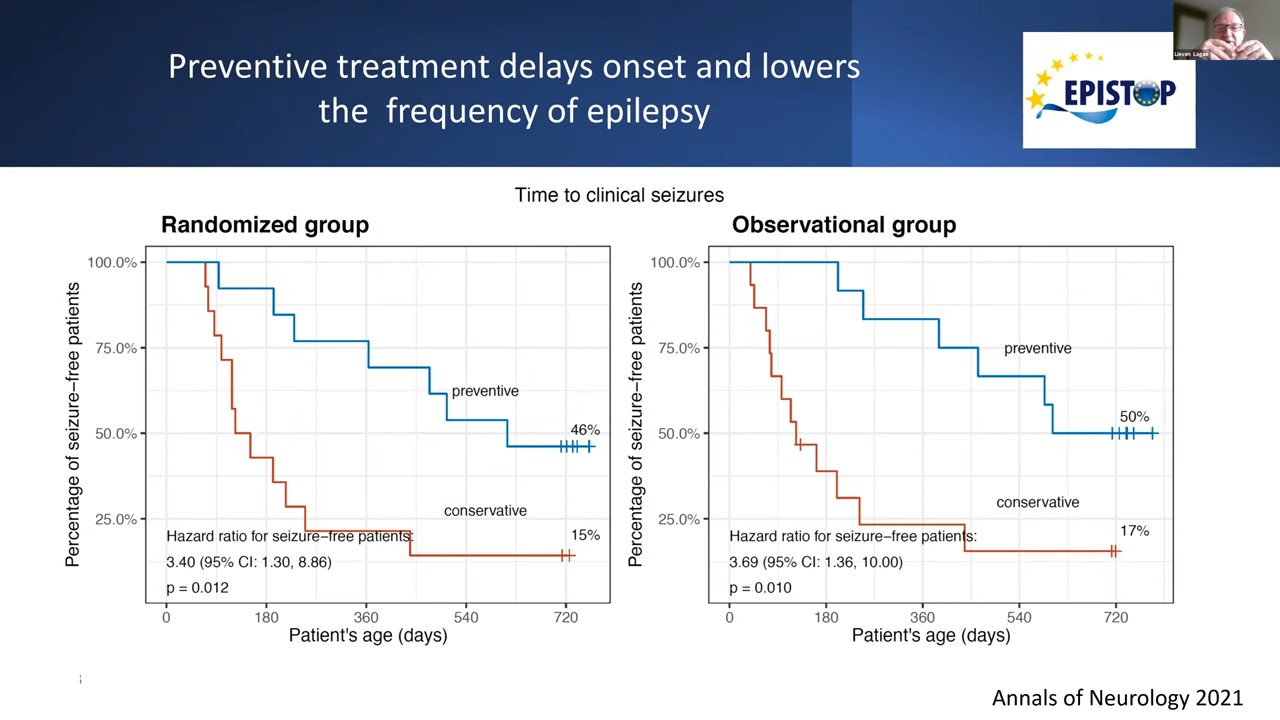 Preventive treatment delays onset and lowers
the frequency of epilepsy
EPISTOP
Lieven Lagae
Time to clinical seizures
Randomized group
Observational group
Percentage of seizure−free patients
100.0%
75.0%
50.0%
25.0%
preventive
46%
conservative
15%
Hazard ratio for seizure−free patients:
3.40 (95% CI: 1.30, 8.86)
p = 0.012
0 180 360 540 720
Patient's age (days)
Percentage of seizure−free patients
100.0%
75.0%
50.0%
25.0%
preventive
50%
conservative
17%
Hazard ratio for seizure−free patients:
3.69 (95% CI: 1.36, 10.00)
p = 0.010
0 180 360 540 720
Patient's age (days)
Annals of Neurology 2021